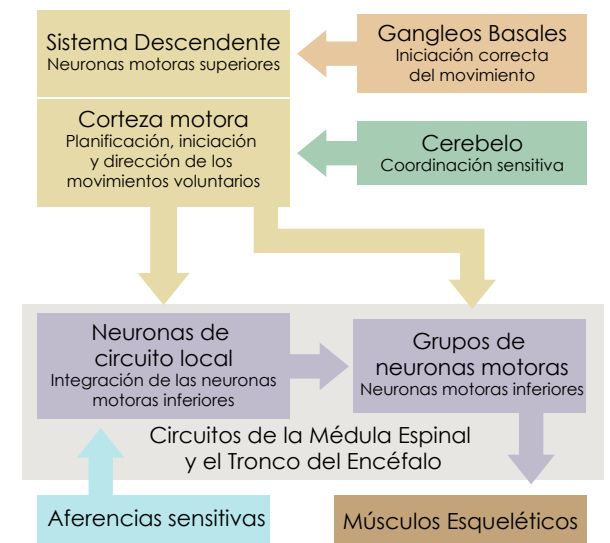 Sistema Descendente
Neuronas motoras superiores
Gangleos Basales
Iniciación correcta
del movimiento
Corteza motora
Planificación, iniciación
y dirección de los
movimientos voluntarios
Cerebelo
Coordinación sensitiva
Neuronas de
circuito local
Integración de las neuronas
motoras inferiores
Grupos de
neuronas motoras
Neuronas motoras inferiores
Circuitos de la Médula Espinal
y el Tronco del Encéfalo
Aferencias sensitivas
Músculos Esqueléticos